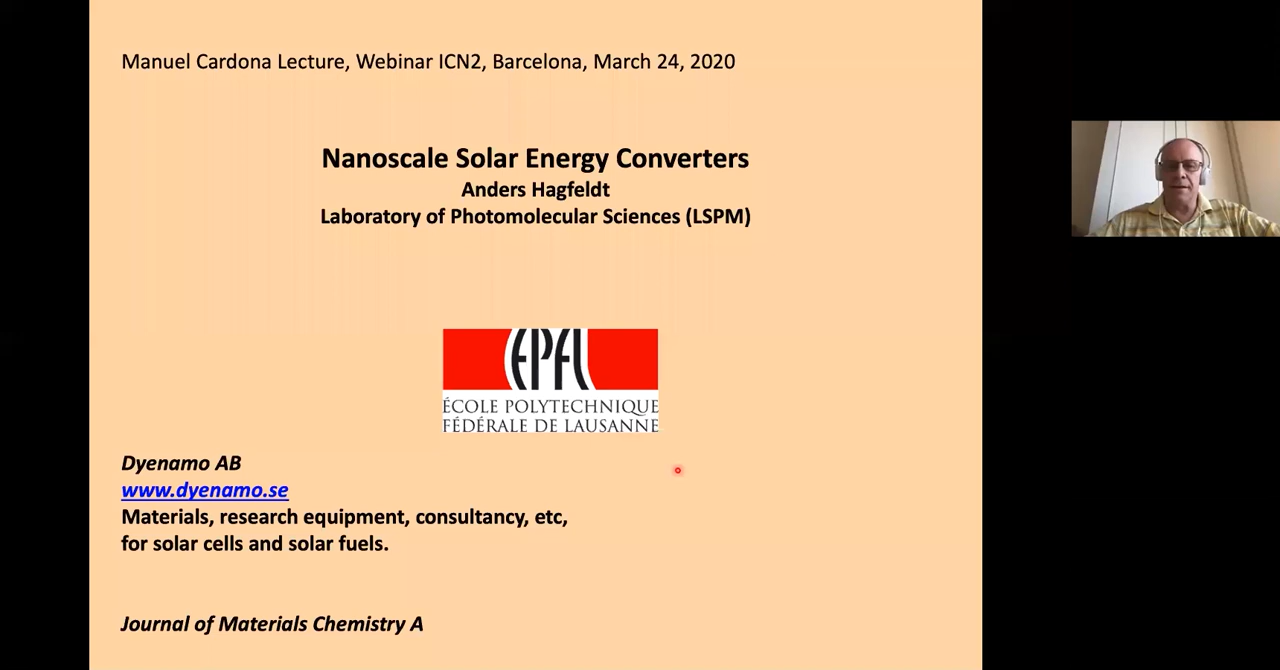 Manuel Cardona Lecture, Webinar ICN2, Barcelona, March 24, 2020
Nanoscale Solar Energy Converters
Anders Hagfeldt
Laboratory of Photomolecular Sciences (LSPM)
EPFL
ÉCOLE POLYTECHNIQUE
FÉDÉRALE DE LAUSANNE
Dyenamo AB
www.dyenamo.se
Materials, research equipment, consultancy, etc,
for solar cells and solar fuels.
Journal of Materials Chemistry A